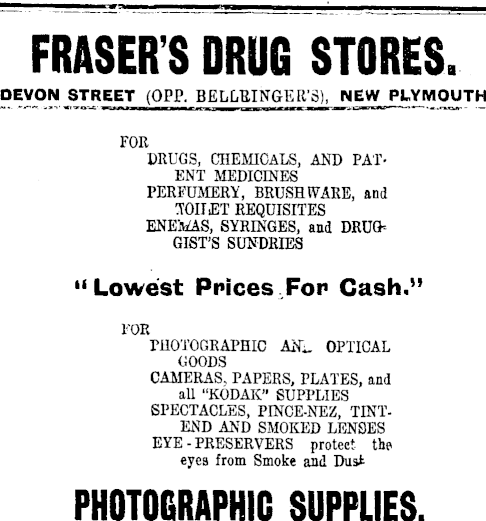 FRASER'S DRUG STORES.
DEVON STREET (OPP. BELLRINGER'S), NEW PLYMOUTH
FOR
DRUGS, CHEMICALS, AND PAT-
ENT MEDICINES
PERFUMERY, BRUSHWARE, and
TOILET REQUISITES
ENEMAS, SYRINGES, and DRUG-
GIST'S SUNDRIES
"Lowest Prices For Cash."
FOR
PHOTOGRAPHIC AND OPTICAL
GOODS
CAMERAS, PAPERS, PLATES, and
all "KODAK" SUPPLIES
SPECTACLES, PINCE-NEZ, TINT-
END AND SMOKED LENSES
EYE-PRESERVERS protect the
eyes from Smoke and Dust
PHOTOGRAPHIC SUPPLIES.